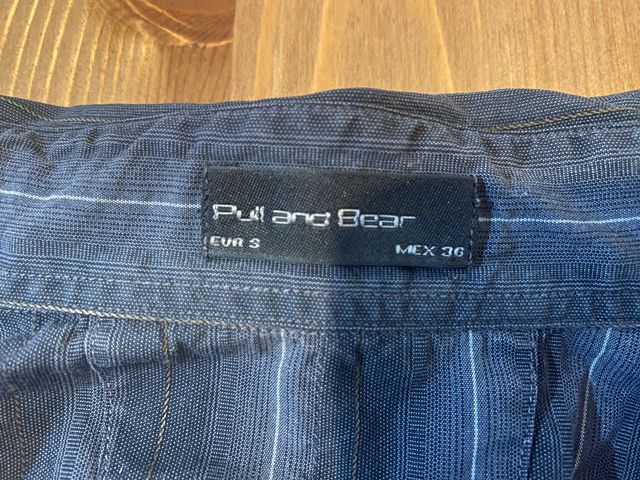 Pull and Bear
EUR S MEX 36